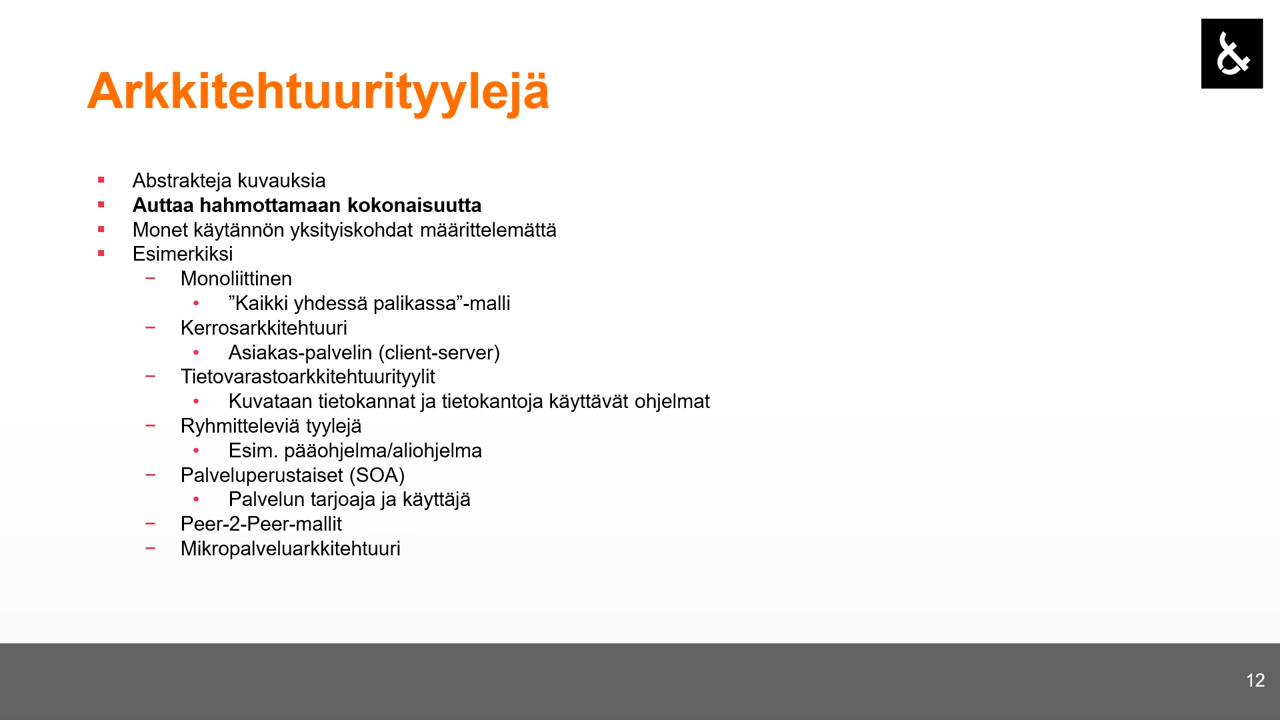 Arkkitehtuurityylejä
&
▪ Abstrakteja kuvauksia
▪ Auttaa hahmottamaan kokonaisuutta
▪ Monet käytännön yksityiskohdat määrittelemättä
▪ Esimerkiksi
− Monoliittinen
• ”Kaikki yhdessä palikassa”-malli
− Kerrosarkkitehtuuri
• Asiakas-palvelin (client-server)
− Tietovarastoarkkitehtuurityylit
• Kuvataan tietokannat ja tietokantoja käyttävät ohjelmat
− Ryhmitteleviä tyylejä
• Esim. pääohjelma/aliohjelma
− Palveluperustaiset (SOA)
• Palvelun tarjoaja ja käyttäjä
− Peer-2-Peer-mallit
− Mikropalveluarkkitehtuuri
12